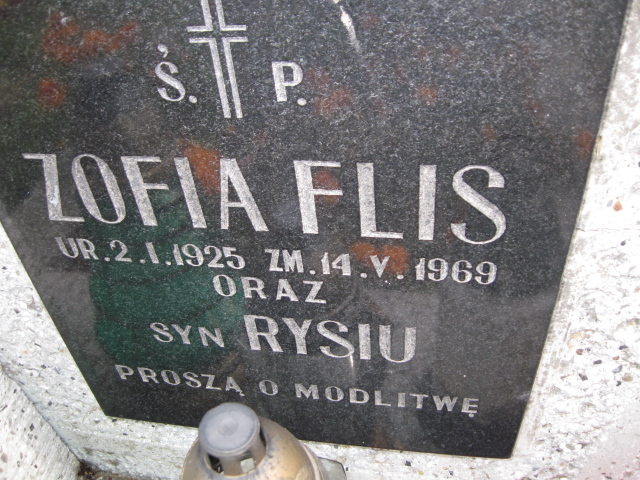 Ś. P.
ZOFIA FLIS
UR. 2. I. 1925 ZM. 14. V. 1969
ORAZ
SYN RYSIU
PROSZĄ O MODLITWĘ